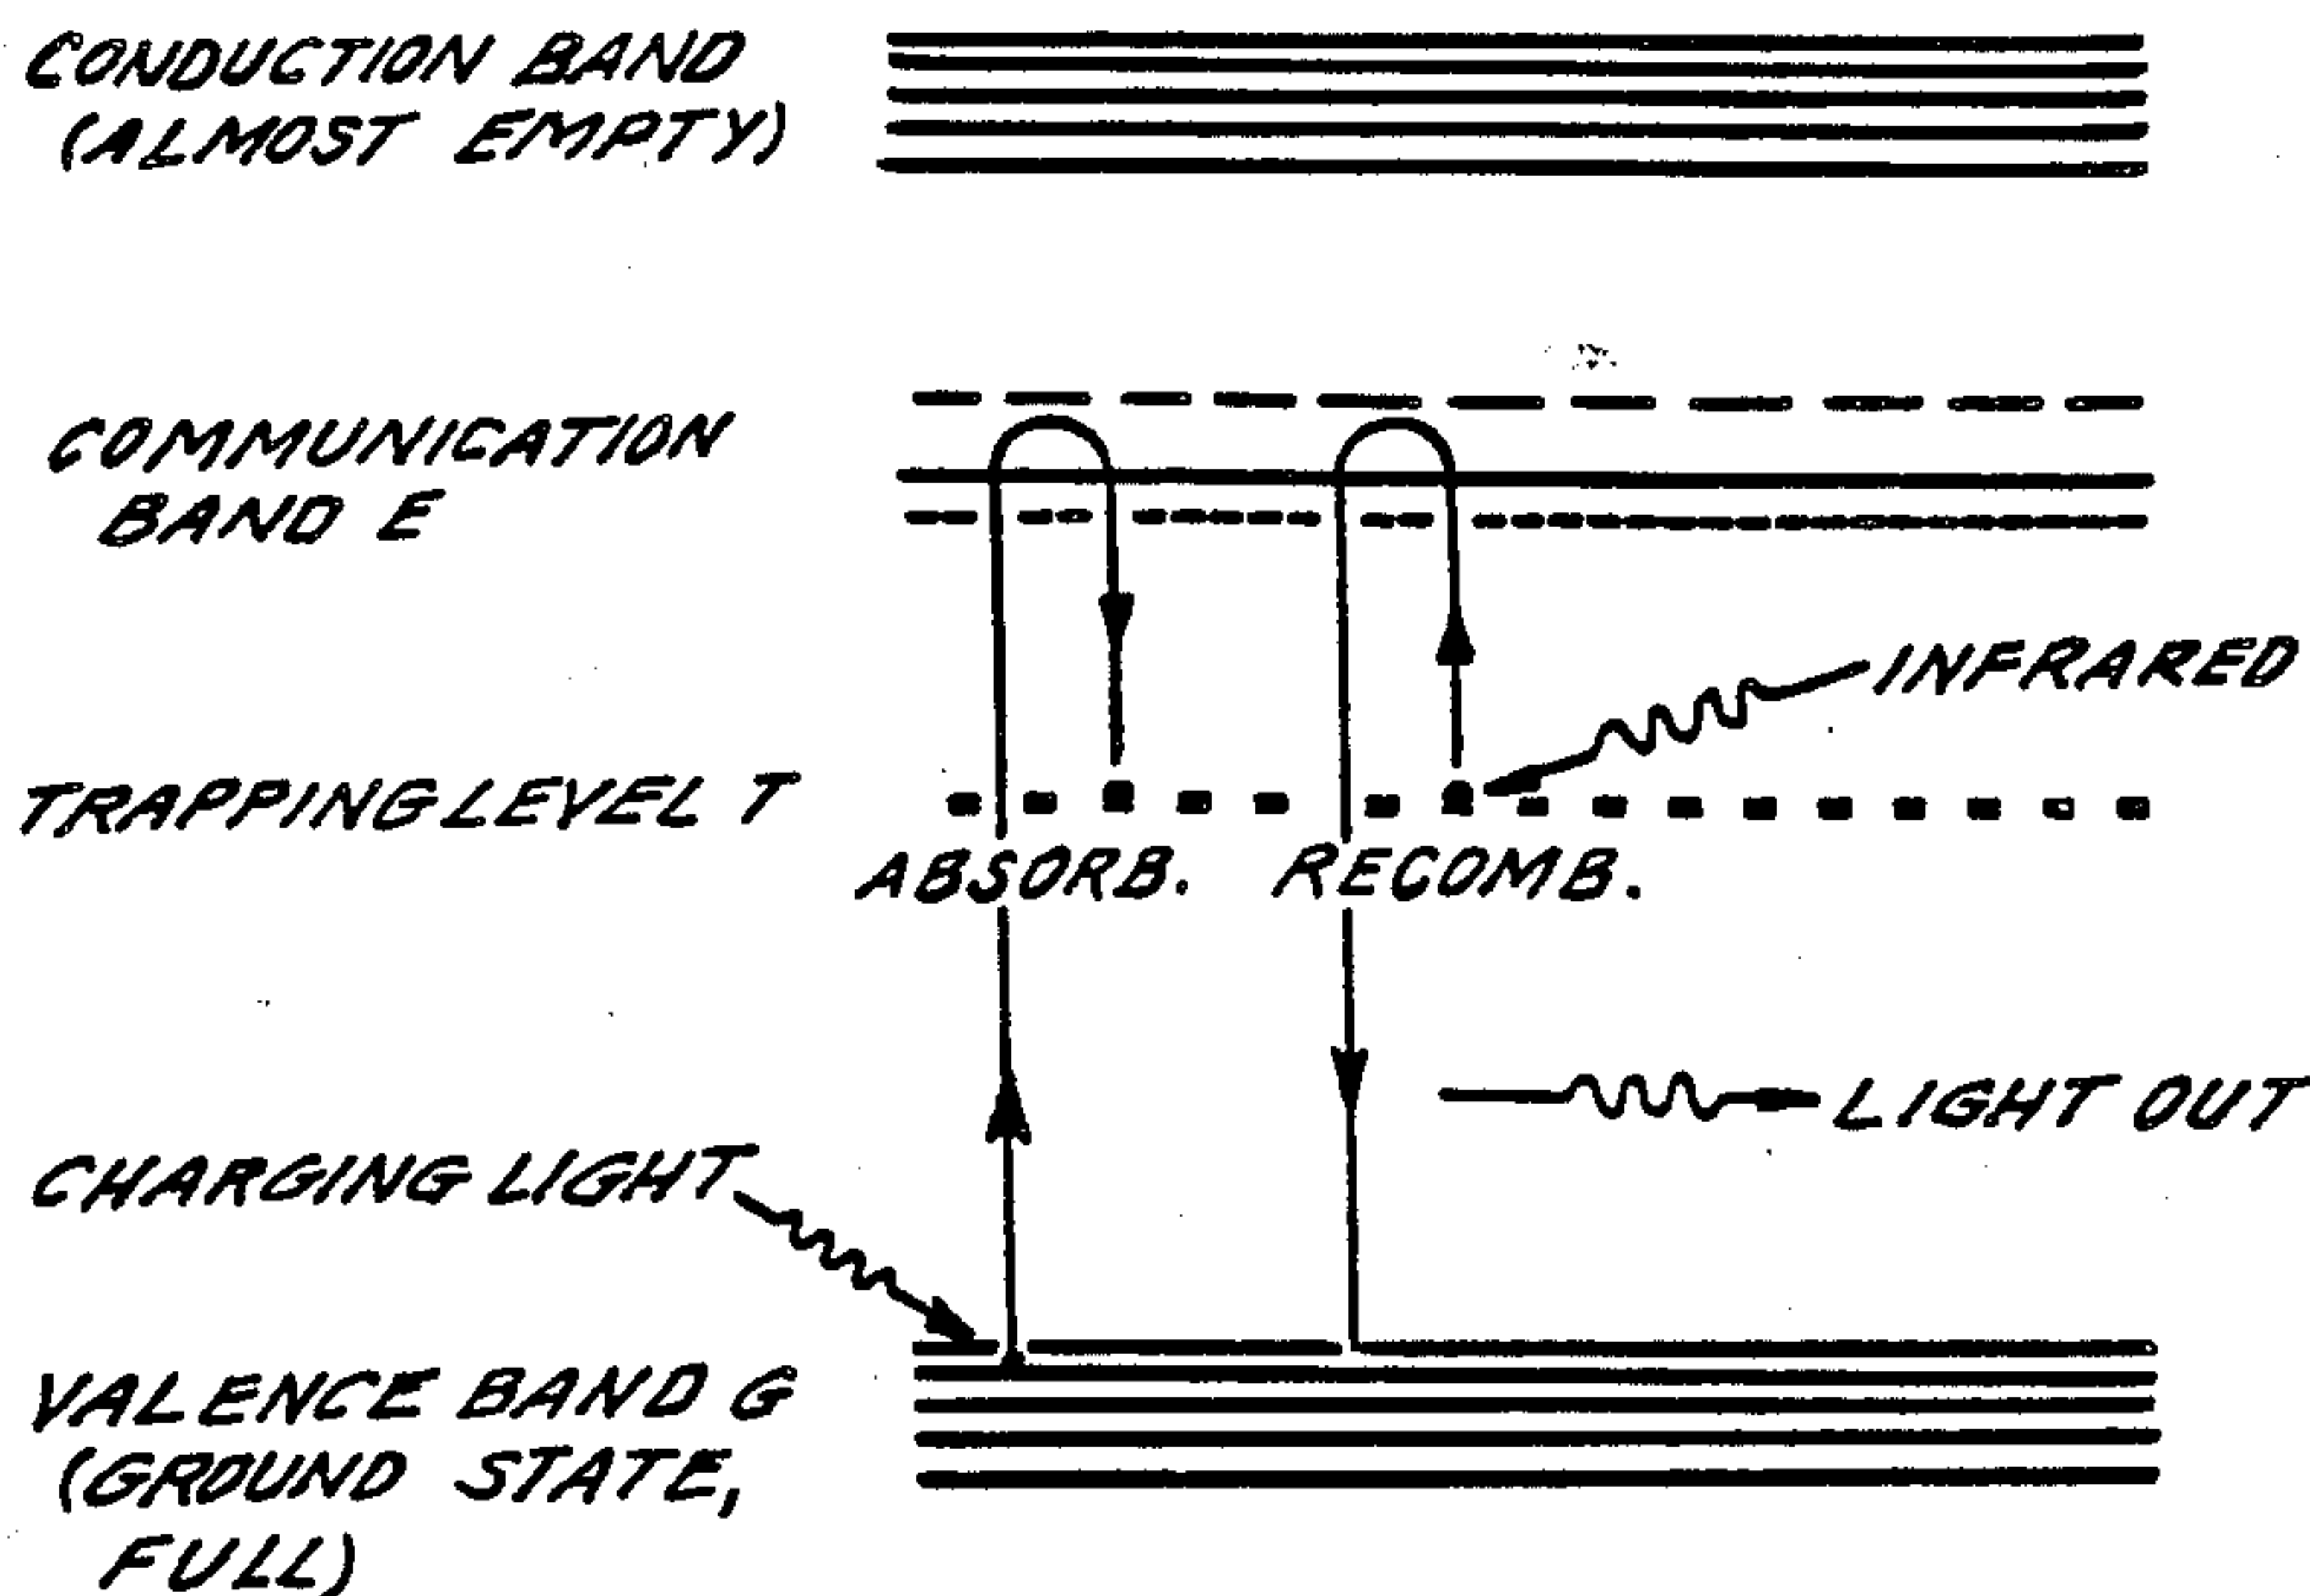 CONDUCTION BAND
(ALMOST EMPTY)
COMMUNICATION
BAND E
INFRARED
TRAPPING LEVEL T
ABSORB. RECOMB.
LIGHT OUT
CHARGING LIGHT
VALENCE BAND G
(GROUND STATE,
FULL)